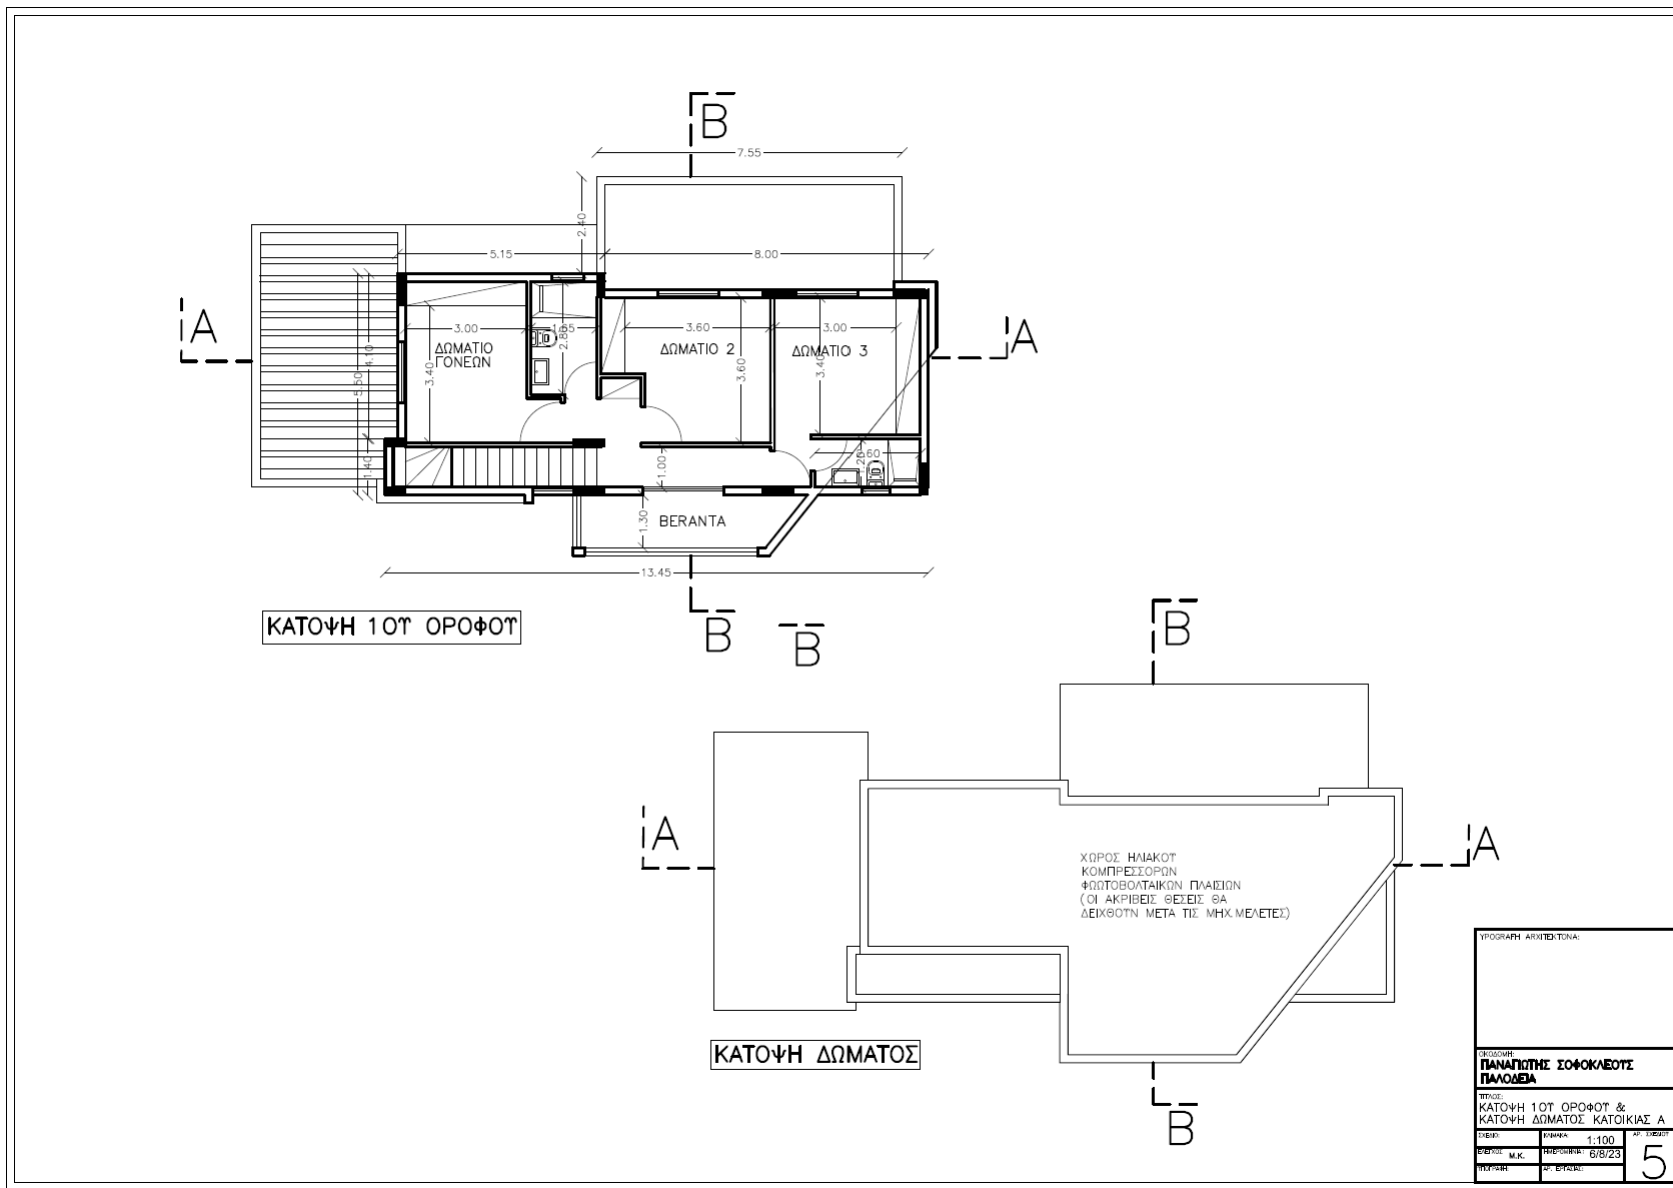 B
7.55
2.40
5.15
8.00
A
A
3.00
1.65
3.60
3.00
ΔΩΜΑΤΙΟ
ΓΟΝΕΩΝ
ΔΩΜΑΤΙΟ 2
ΔΩΜΑΤΙΟ 3
2.80
4.10
5.50
3.40
3.60
3.40
1.40
1.00
1.20
.60
1.30
ΒΕΡΑΝΤΑ
13.45
ΚΑΤΟΨΗ 1ΟΥ ΟΡΟΦΟΥ
B
B
B
A
A
ΧΩΡΟΣ ΗΛΙΑΚΟΥ
ΚΟΜΠΡΕΣΣΟΡΩΝ
ΦΩΤΟΒΟΛΤΑΙΚΩΝ ΠΛΑΙΣΙΩΝ
(ΟΙ ΑΚΡΙΒΕΙΣ ΘΕΣΕΙΣ ΘΑ
ΔΕΙΧΘΟΥΝ ΜΕΤΑ ΤΙΣ ΜΗΧ.ΜΕΛΕΤΕΣ)
ΚΑΤΟΨΗ ΔΩΜΑΤΟΣ
B
ΥΡΟGRAFH ΑRΧΙΤΕΚΤΟΝΑ:
ΟΙΚΟΔΟΜΗ:
ΠΑΝΑΓΙΩΤΗΣ ΣΟΦΟΚΛΕΟΥΣ
ΠΑΛΟΔΕΙΑ
ΤΙΤΛΟΣ:
ΚΑΤΟΨΗ 1ΟΥ ΟΡΟΦΟΥ &
ΚΑΤΟΨΗ ΔΩΜΑΤΟΣ ΚΑΤΟΙΚΙΑΣ Α
ΣΧΕΔΙΟ:
ΚΛΙΜΑΚΑ: 1:100
ΑΡ. ΣΧΕΔΙΟΥ
ΕΛΕΓΧΟΣ: Μ.Κ.
ΗΜΕΡΟΜΗΝΙΑ: 6/8/23
5
ΥΠΟΓΡΑΦΗ:
ΑΡ. ΕΡΓΑΣΙΑΣ: